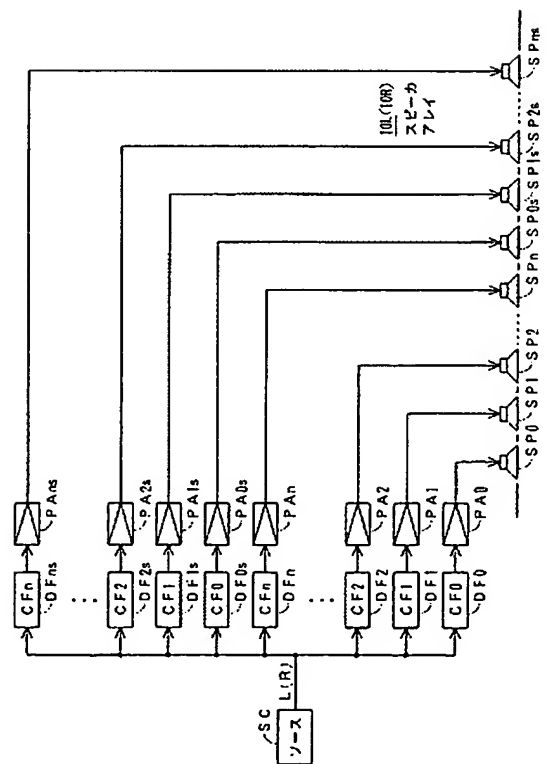 SC
ソース
L(R)
CFn
DFns
PAns
CF2
DF2s
PA2s
CF1
DF1s
PA1s
CF0
DF0s
PA0s
CFn
DFn
PAn
CF2
DF2
PA2
CF1
DF1
PA1
CF0
DF0
PA0
10L(10R)
スピーカ
アレイ
SP0
SP1
SP2
SPn
SP0s
SP1s
SP2s
SPns